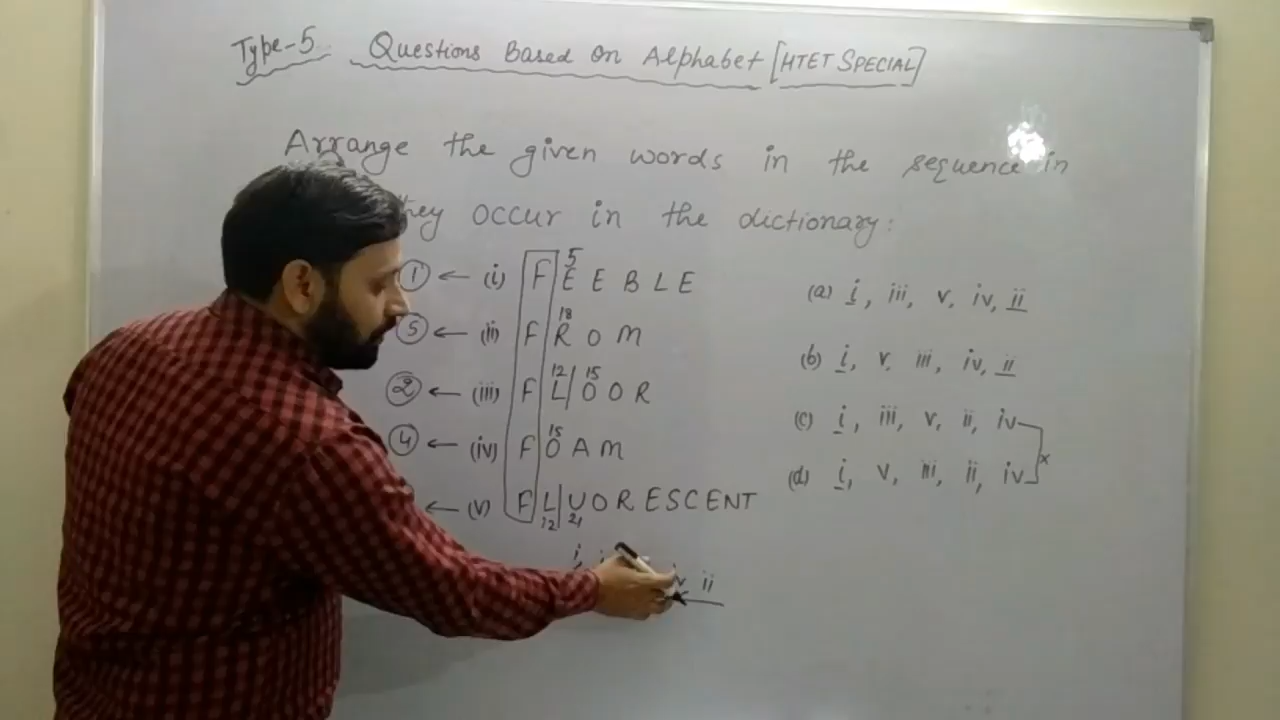 Type-5 Questions Based on Alphabet [HTET SPECIAL]
Arrange the given words in the sequence in
they occur in the dictionary:
① ← (i) F E E B L E
5
(a) i, iii, v, iv, ii
⑤ ← (ii) F R O M
18
(b) i, v, iii, iv, ii
② ← (iii) F L O O R
12 15
(c) i, iii, v, ii, iv
④ ← (iv) F O A M
15
(d) i, v, iii, ii, iv
x
← (v) F L U O R E S C E N T
12 21
i, ii